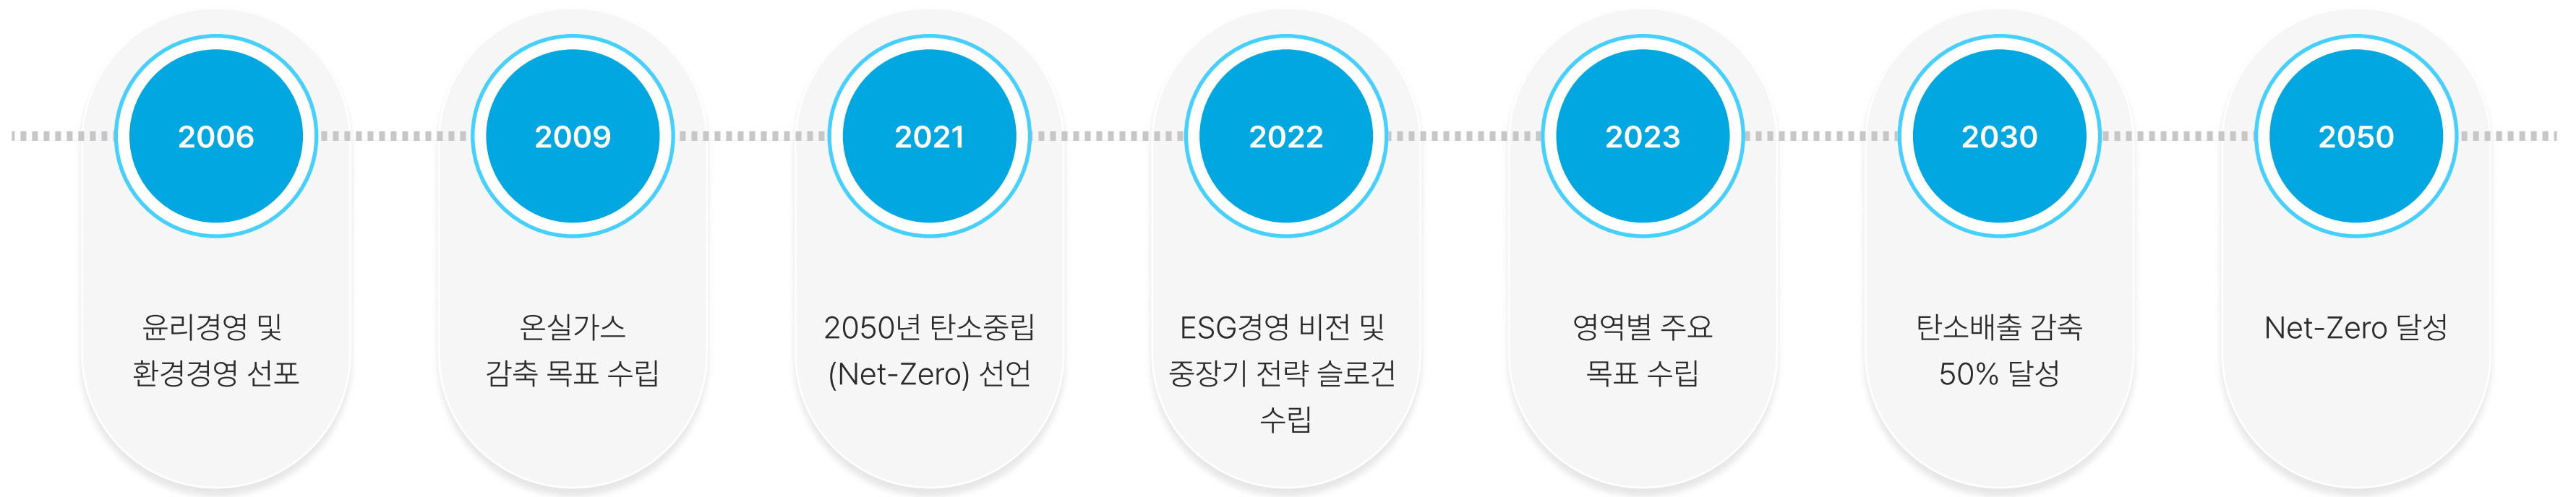 2006
윤리경영 및
환경경영 선포
2009
온실가스
감축 목표 수립
2021
2050년 탄소중립
(Net-Zero) 선언
2022
ESG경영 비전 및
중장기 전략 슬로건
수립
2023
영역별 주요
목표 수립
2030
탄소배출 감축
50% 달성
2050
Net-Zero 달성